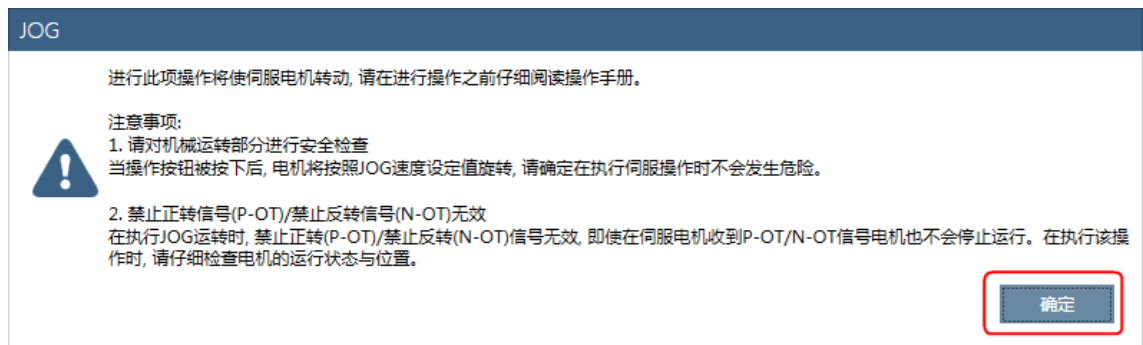 JOG
进行此项操作将使伺服电机转动, 请在进行操作之前仔细阅读操作手册。
注意事项:
1. 请对机械运转部分进行安全检查
当操作按钮被按下后, 电机将按照JOG速度设定值旋转, 请确定在执行伺服操作时不会发生危险。
2. 禁止正转信号(P-OT)/禁止反转信号(N-OT)无效
在执行JOG运转时, 禁止正转(P-OT)/禁止反转(N-OT)信号无效, 即使在伺服电机收到P-OT/N-OT信号电机也不会停止运行。在执行该操
作时, 请仔细检查电机的运行状态与位置。
确定